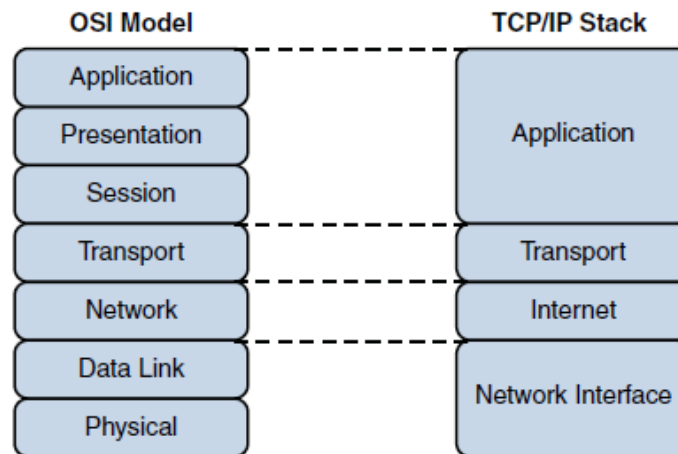 OSI Model
TCP/IP Stack
Application
Presentation
Session
Transport
Network
Data Link
Physical
Application
Transport
Internet
Network Interface